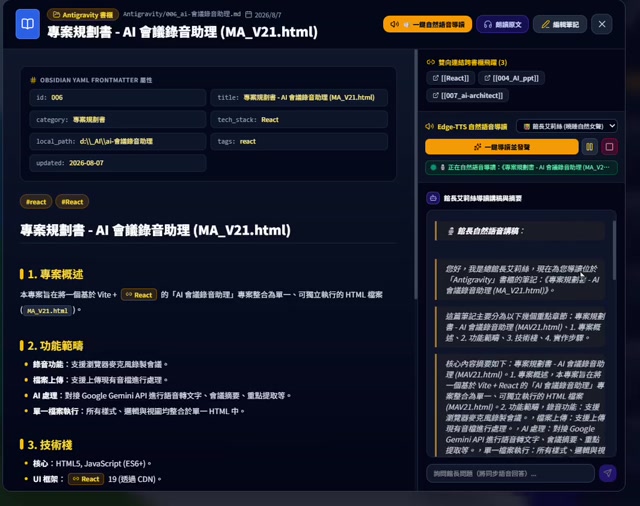 Antigravity 書櫃 Antigravity/006_ai-會議錄音助理.md 2026/8/7
專案規劃書 - AI 會議錄音助理 (MA_V21.html)
一鍵自然語音導讀 朗讀原文 編輯筆記
# OBSIDIAN YAML FRONTMATTER 屬性
id: 006
title: 專案規劃書 - AI 會議錄音助理 (MA_V21.html)
category: 專案規劃書
tech_stack: React
local_path: d:\\_AI\\ai-會議錄音助理
tags: react
updated: 2026-08-07
#react #React
專案規劃書 - AI 會議錄音助理 (MA_V21.html)
1. 專案概述
本專案旨在將一個基於 Vite + React 的「AI 會議錄音助理」專案整合為單一、可獨立執行的 HTML 檔案
(MA_V21.html)。
2. 功能範疇
錄音功能：支援瀏覽器麥克風錄製會議。
檔案上傳：支援上傳現有音檔進行處理。
AI 處理：對接 Google Gemini API 進行語音轉文字、會議摘要、重點提取等。
單一檔案執行：所有樣式、邏輯與視圖均整合於單一 HTML 中。
3. 技術棧
核心：HTML5, JavaScript (ES6+)。
UI 框架： React 19 (透過 CDN)。
雙向連結跨書櫃飛躍 (3)
[[React]] [[004_AI_ppt]]
[[007_ai-architect]]
Edge-TTS 自然語音導讀 館長艾莉絲 (曉臻自然女聲)
一鍵導讀並發聲
正在自然語音導讀：《專案規劃書 - AI 會議錄音助理 (MA_V2…
館長艾莉絲導讀講稿與摘要
館長自然語音講稿：
您好，我是總館長艾莉絲，現在為您導讀位於
「Antigravity」書櫃的筆記：《專案規劃書 - AI
會議錄音助理 (MAV21.html)》。
這篇筆記主要分為以下幾個重點章節：專案規劃
書 - AI 會議錄音助理 (MAV21.html)、1. 專案概
述、2. 功能範疇、3. 技術棧、4. 實作步驟。
核心內容摘要如下：專案規劃書 - AI 會議錄音助
理 (MAV21.html)。1. 專案概述，本專案旨在將
一個基於 Vite + React 的「AI 會議錄音助理」專
案整合為單一、可獨立執行的 HTML 檔案
(MAV21.html)。2. 功能範疇，錄音功能：支援
瀏覽器麥克風錄製會議。，檔案上傳：支援上傳
現有音檔進行處理。，AI 處理：對接 Google
Gemini API 進行語音轉文字、會議摘要、重點
提取等。，單一檔案執行：所有樣式、邏輯與視
詢問館長問題（將同步語音回答）...